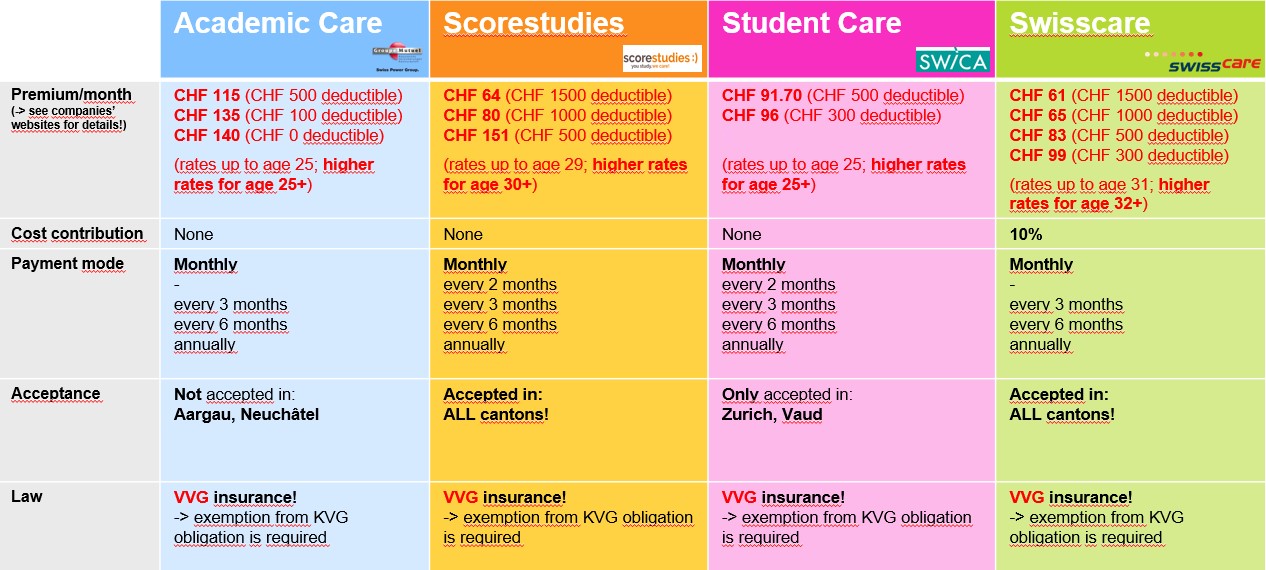 Academic Care
Groupe Mutuel
Swiss Power Group.
Scorestudies
scorestudies:)
you study, we care!
Student Care
SWICA
Swisscare
swisscare
Premium/month
(-> see companies'
websites for details!)
CHF 115 (CHF 500 deductible)
CHF 135 (CHF 100 deductible)
CHF 140 (CHF 0 deductible)
(rates up to age 25; higher
rates for age 25+)
CHF 64 (CHF 1500 deductible)
CHF 80 (CHF 1000 deductible)
CHF 151 (CHF 500 deductible)
(rates up to age 29; higher rates
for age 30+)
CHF 91.70 (CHF 500 deductible)
CHF 96 (CHF 300 deductible)
(rates up to age 25; higher rates
for age 25+)
CHF 61 (CHF 1500 deductible)
CHF 65 (CHF 1000 deductible)
CHF 83 (CHF 500 deductible)
CHF 99 (CHF 300 deductible)
(rates up to age 31; higher
rates for age 32+)
Cost contribution
None
None
None
10%
Payment mode
Monthly
-
every 3 months
every 6 months
annually
Monthly
every 2 months
every 3 months
every 6 months
annually
Monthly
every 2 months
every 3 months
every 6 months
annually
Monthly
-
every 3 months
every 6 months
annually
Acceptance
Not accepted in:
Aargau, Neuchâtel
Accepted in:
ALL cantons!
Only accepted in:
Zurich, Vaud
Accepted in:
ALL cantons!
Law
VVG insurance!
-> exemption from KVG
obligation is required
VVG insurance!
-> exemption from KVG obligation
is required
VVG insurance!
-> exemption from KVG obligation
is required
VVG insurance!
-> exemption from KVG
obligation is required